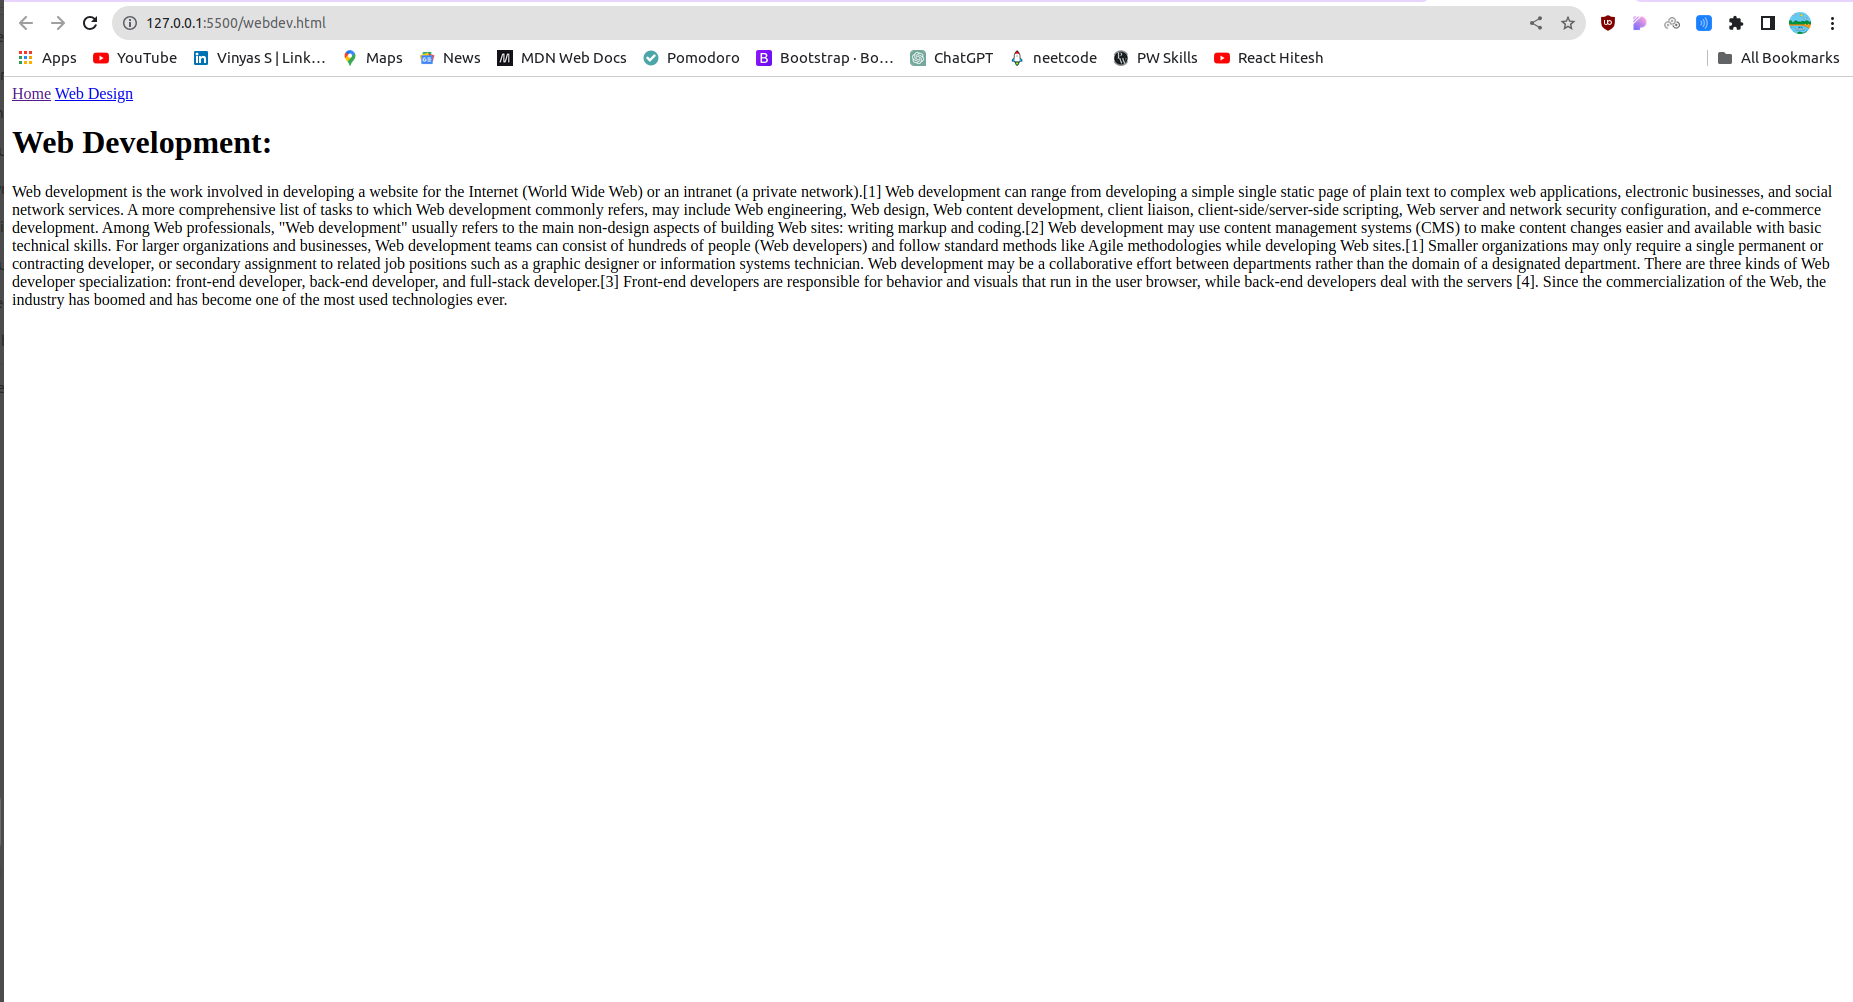 127.0.0.1:5500/webdev.html
Apps YouTube Vinyas S | Link... Maps News MDN Web Docs Pomodoro Bootstrap · Bo... ChatGPT neetcode PW Skills React Hitesh All Bookmarks
Home Web Design
Web Development:
Web development is the work involved in developing a website for the Internet (World Wide Web) or an intranet (a private network).[1] Web development can range from developing a simple single static page of plain text to complex web applications, electronic businesses, and social
network services. A more comprehensive list of tasks to which Web development commonly refers, may include Web engineering, Web design, Web content development, client liaison, client-side/server-side scripting, Web server and network security configuration, and e-commerce
development. Among Web professionals, "Web development" usually refers to the main non-design aspects of building Web sites: writing markup and coding.[2] Web development may use content management systems (CMS) to make content changes easier and available with basic
technical skills. For larger organizations and businesses, Web development teams can consist of hundreds of people (Web developers) and follow standard methods like Agile methodologies while developing Web sites.[1] Smaller organizations may only require a single permanent or
contracting developer, or secondary assignment to related job positions such as a graphic designer or information systems technician. Web development may be a collaborative effort between departments rather than the domain of a designated department. There are three kinds of Web
developer specialization: front-end developer, back-end developer, and full-stack developer.[3] Front-end developers are responsible for behavior and visuals that run in the user browser, while back-end developers deal with the servers [4]. Since the commercialization of the Web, the
industry has boomed and has become one of the most used technologies ever.